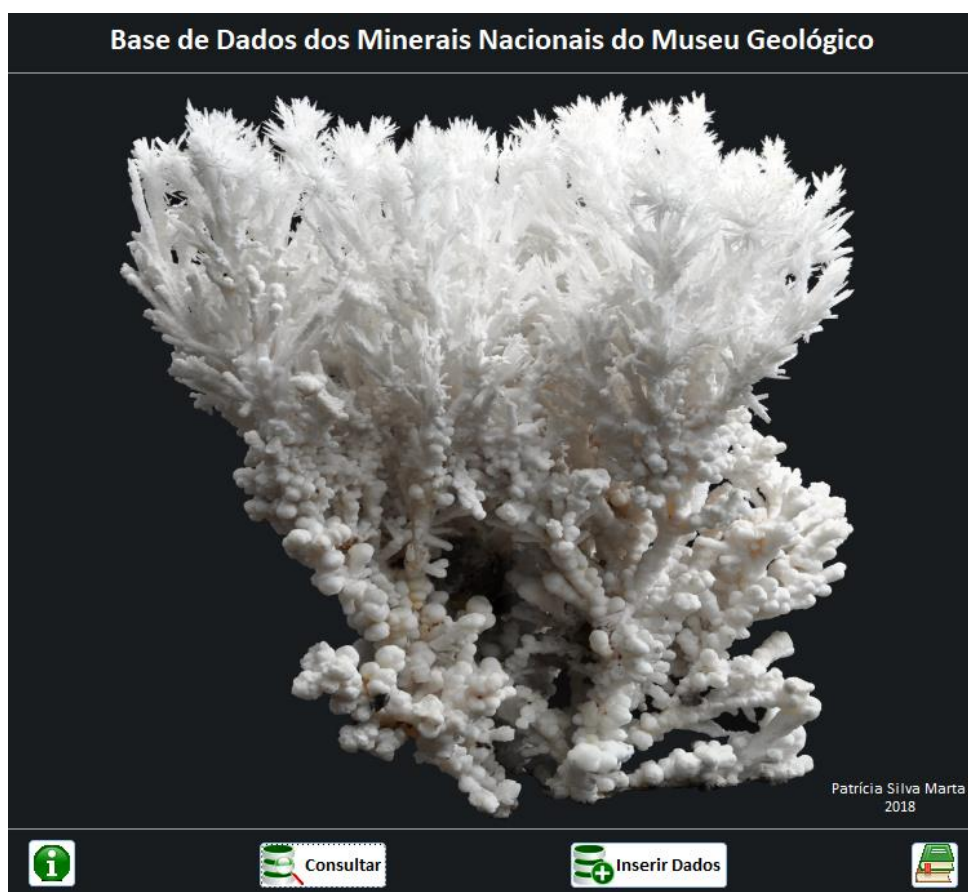 Base de Dados dos Minerais Nacionais do Museu Geológico
Patrícia Silva Marta
2018
Consultar
Inserir Dados